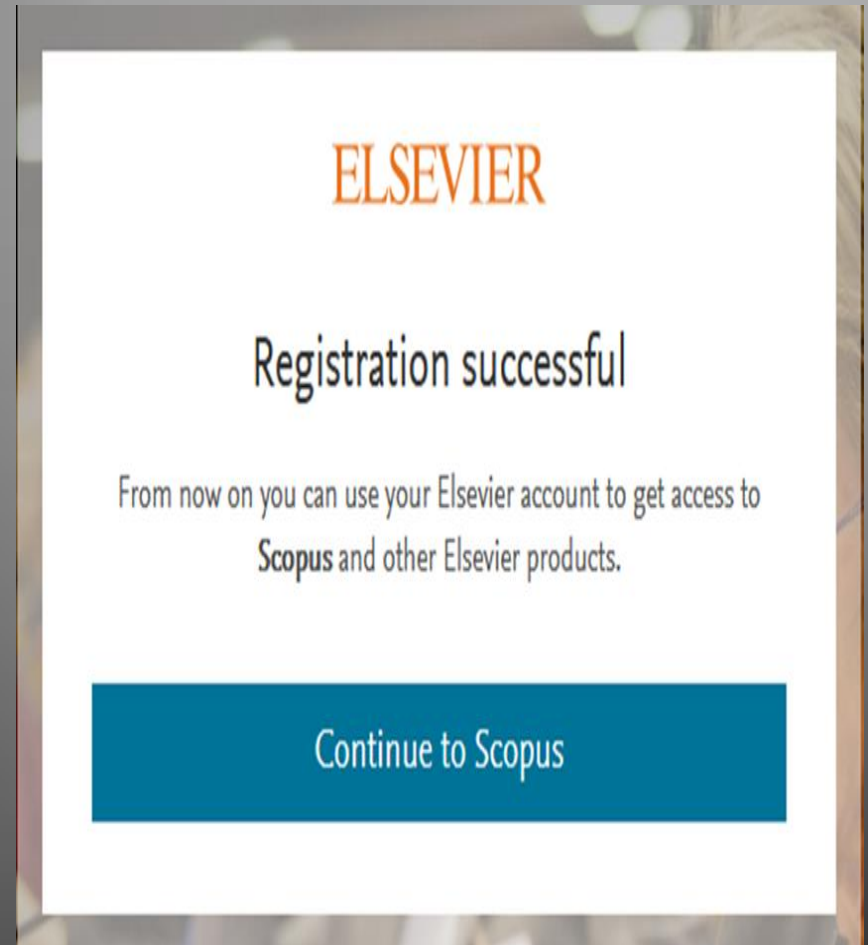 ELSEVIER
Registration successful
From now on you can use your Elsevier account to get access to
Scopus and other Elsevier products.
Continue to Scopus